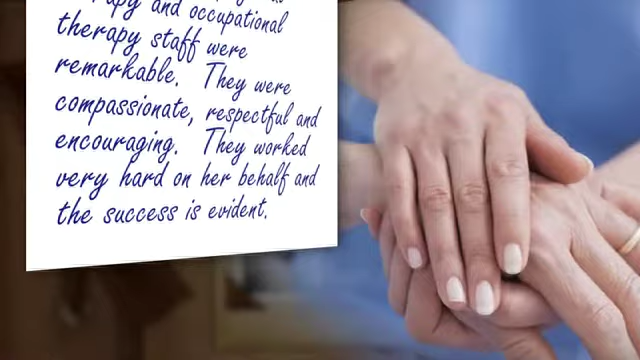 and occupational
therapy staff were
remarkable. They were
compassionate, respectful and
encouraging. They worked
very hard on her behalf and
the success is evident.